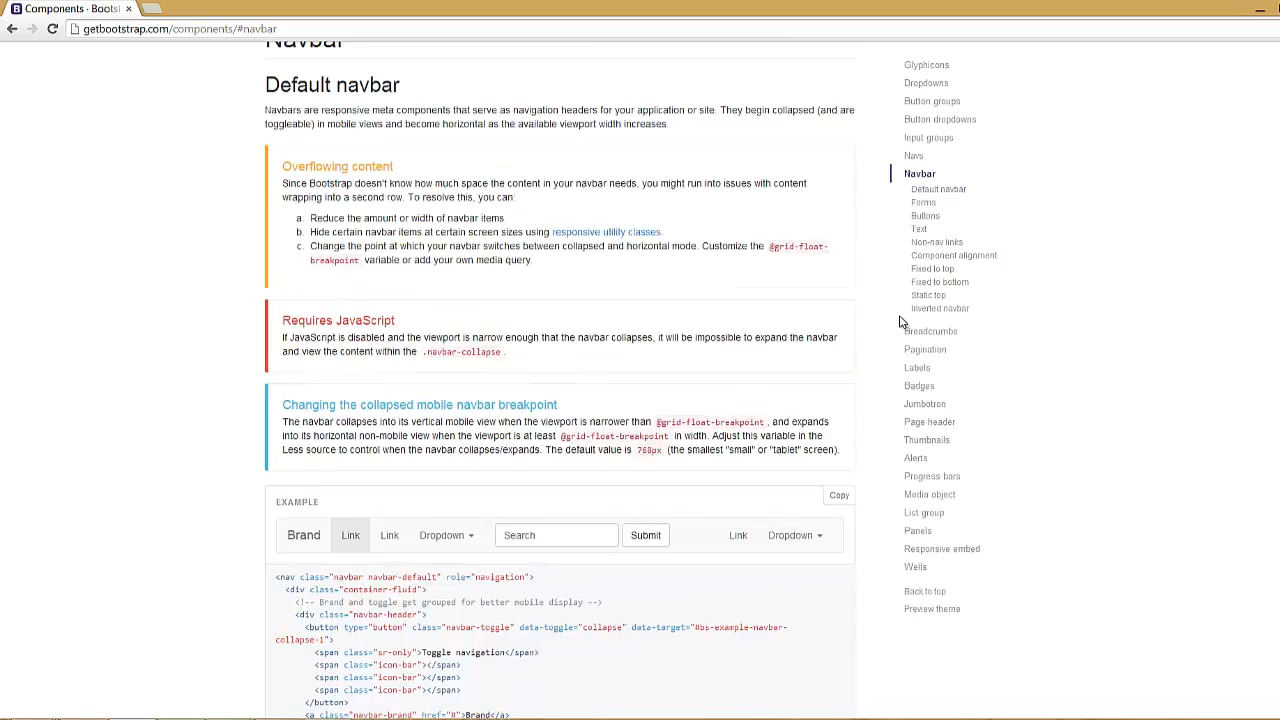 Components · Boots
getbootstrap.com/components/#navbar
Navbar
Default navbar
Navbars are responsive meta components that serve as navigation headers for your application or site. They begin collapsed (and are
toggleable) in mobile views and become horizontal as the available viewport width increases.
Overflowing content
Since Bootstrap doesn't know how much space the content in your navbar needs, you might run into issues with content
wrapping into a second row. To resolve this, you can:
a. Reduce the amount or width of navbar items.
b. Hide certain navbar items at certain screen sizes using responsive utility classes.
c. Change the point at which your navbar switches between collapsed and horizontal mode. Customize the @grid-float-
breakpoint variable or add your own media query.
Requires JavaScript
If JavaScript is disabled and the viewport is narrow enough that the navbar collapses, it will be impossible to expand the navbar
and view the content within the .navbar-collapse.
Changing the collapsed mobile navbar breakpoint
The navbar collapses into its vertical mobile view when the viewport is narrower than @grid-float-breakpoint, and expands
into its horizontal non-mobile view when the viewport is at least @grid-float-breakpoint in width. Adjust this variable in the
Less source to control when the navbar collapses/expands. The default value is 768px (the smallest "small" or "tablet" screen).
Copy
EXAMPLE
Brand Link Link Dropdown Search Submit Link Dropdown
<nav class="navbar navbar-default" role="navigation">
<div class="container-fluid">
<!-- Brand and toggle get grouped for better mobile display -->
<div class="navbar-header">
<button type="button" class="navbar-toggle" data-toggle="collapse" data-target="#bs-example-navbar-
collapse-1">
<span class="sr-only">Toggle navigation</span>
<span class="icon-bar"></span>
<span class="icon-bar"></span>
<span class="icon-bar"></span>
</button>
<a class="navbar-brand" href="#">Brand</a>
Glyphicons
Dropdowns
Button groups
Button dropdowns
Input groups
Navs
Navbar
Default navbar
Forms
Buttons
Text
Non-nav links
Component alignment
Fixed to top
Fixed to bottom
Static top
Inverted navbar
Breadcrumbs
Pagination
Labels
Badges
Jumbotron
Page header
Thumbnails
Alerts
Progress bars
Media object
List group
Panels
Responsive embed
Wells
Back to top
Preview theme